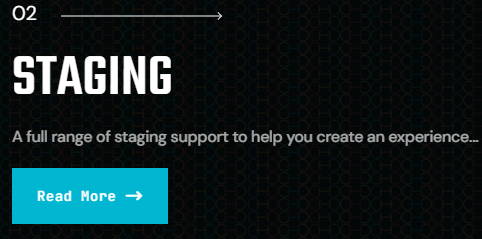 02
STAGING
A full range of staging support to help you create an experience...
Read More →